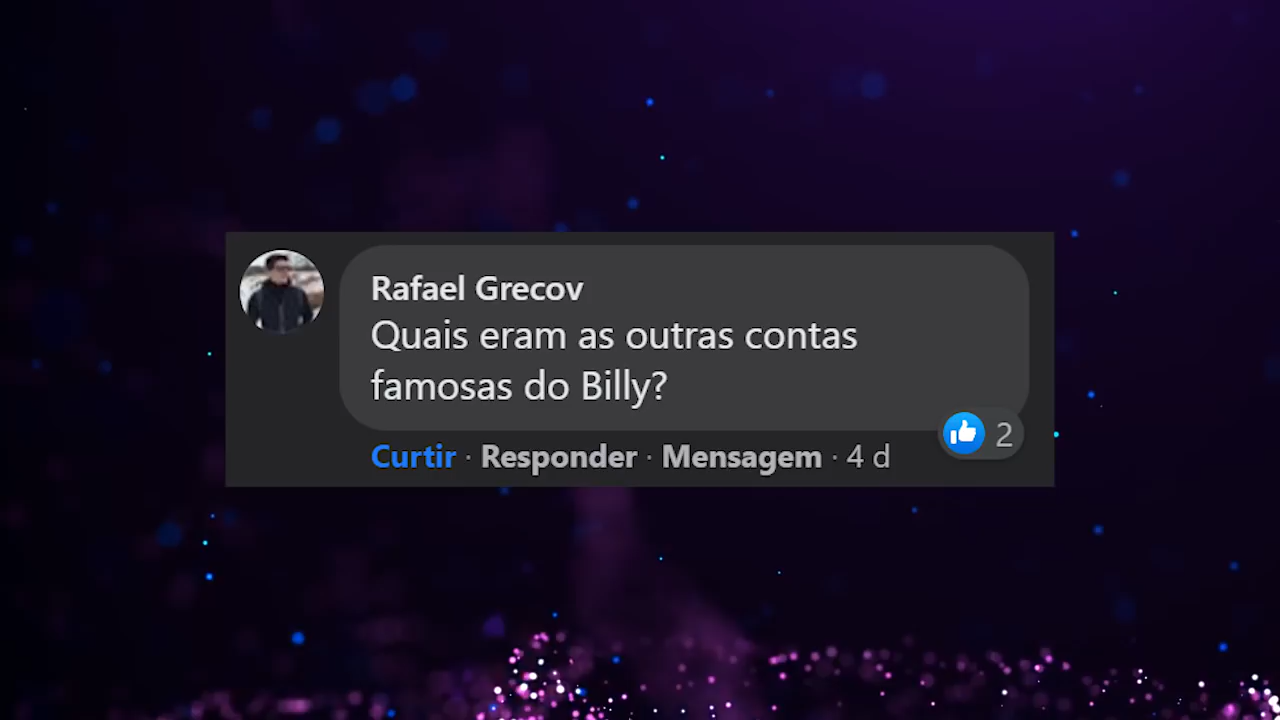 Rafael Grecov
Quais eram as outras contas
famosas do Billy?
2
Curtir · Responder · Mensagem · 4 d